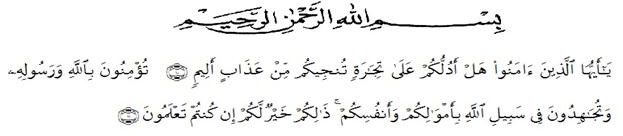 بِسْمِ اللَّهِ الرَّحْمَٰنِ الرَّحِيمِ
يَـٰٓأَيُّهَا ٱلَّذِينَ ءَامَنُوا۟ هَلْ أَدُلُّكُمْ عَلَىٰ تِجَـٰرَةٍ تُنجِيكُم مِّنْ عَذَابٍ أَلِيمٍ ۝١٠ تُؤْمِنُونَ بِٱللَّهِ وَرَسُولِهِۦ
وَتُجَـٰهِدُونَ فِى سَبِيلِ ٱللَّهِ بِأَمْوَٰلِكُمْ وَأَنفُسِكُمْ ۚ ذَٰلِكُمْ خَيْرٌ لَّكُمْ إِن كُنتُمْ تَعْلَمُونَ ۝١١